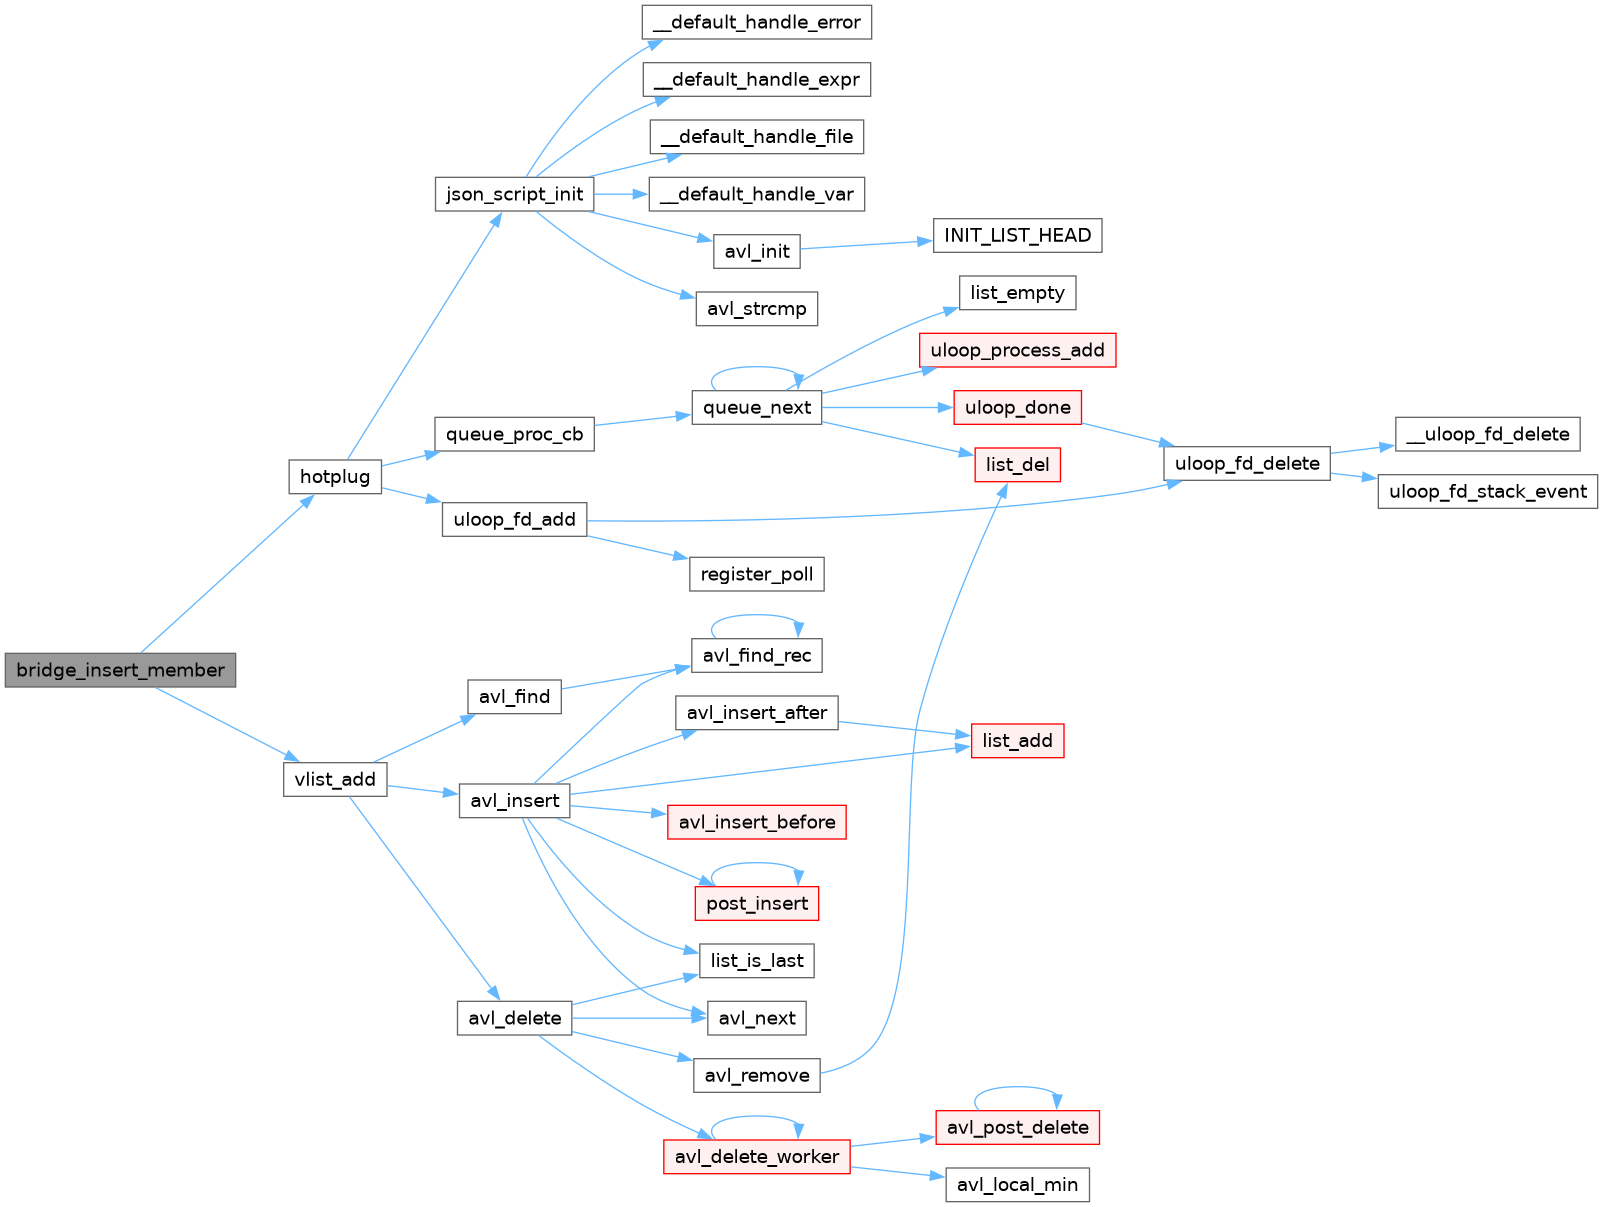 __default_handle_error
__default_handle_expr
__default_handle_file
json_script_init
__default_handle_var
INIT_LIST_HEAD
avl_init
list_empty
avl_strcmp
uloop_process_add
queue_next
uloop_done
queue_proc_cb
__uloop_fd_delete
list_del
uloop_fd_delete
hotplug
uloop_fd_stack_event
uloop_fd_add
register_poll
avl_find_rec
bridge_insert_member
avl_find
avl_insert_after
list_add
vlist_add
avl_insert
avl_insert_before
post_insert
list_is_last
avl_delete
avl_next
avl_remove
avl_post_delete
avl_delete_worker
avl_local_min